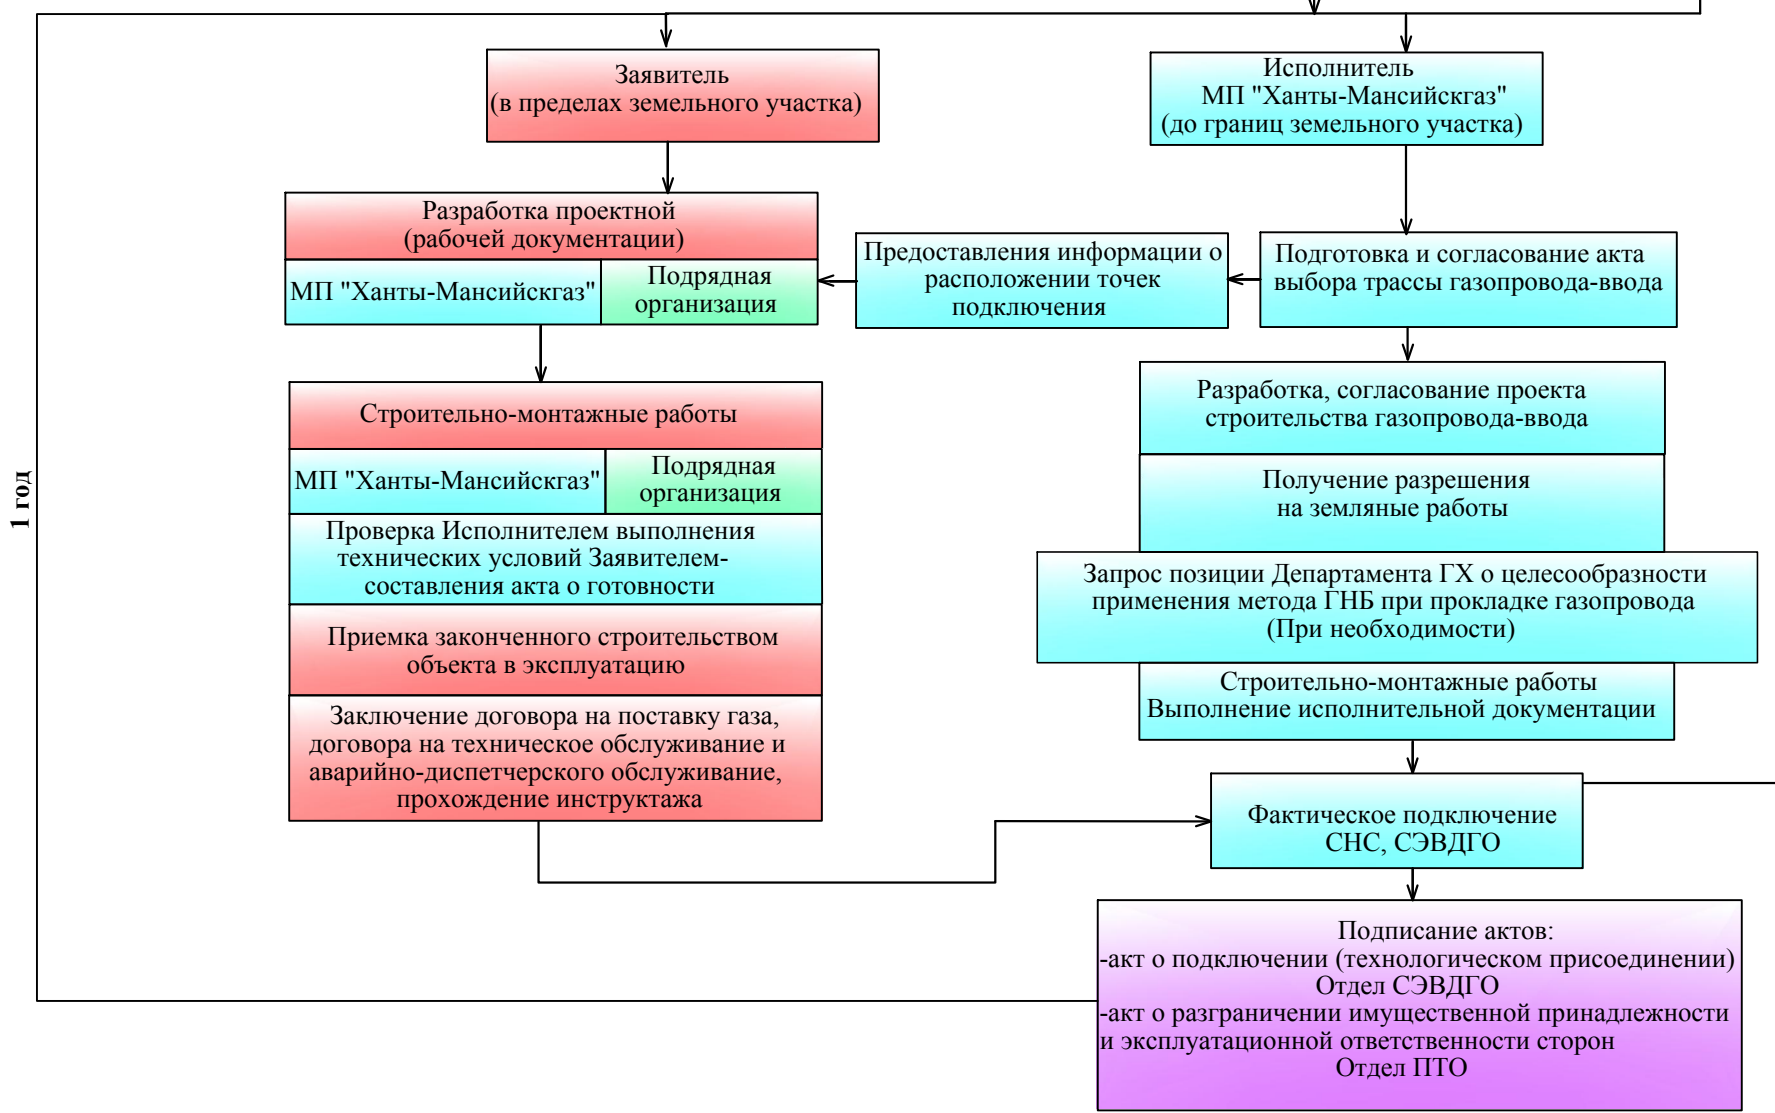 Заявитель
(в пределах земельного участка)
Исполнитель
МП "Ханты-Мансийскгаз"
(до границ земельного участка)
Разработка проектной
(рабочей документации)
МП "Ханты-Мансийскгаз"
Подрядная
организация
Предоставления информации о
расположении точек
подключения
Подготовка и согласование акта
выбора трассы газопровода-ввода
Строительно-монтажные работы
МП "Ханты-Мансийскгаз"
Подрядная
организация
Проверка Исполнителем выполнения
технических условий Заявителем-
составления акта о готовности
Приемка законченного строительством
объекта в эксплуатацию
Заключение договора на поставку газа,
договора на техническое обслуживание и
аварийно-диспетчерского обслуживание,
прохождение инструктажа
Разработка, согласование проекта
строительства газопровода-ввода
Получение разрешения
на земляные работы
Запрос позиции Департамента ГХ о целесообразности
применения метода ГНБ при прокладке газопровода
(При необходимости)
Строительно-монтажные работы
Выполнение исполнительной документации
Фактическое подключение
СНС, СЭВДГО
Подписание актов:
-акт о подключении (технологическом присоединении)
Отдел СЭВДГО
-акт о разграничении имущественной принадлежности
и эксплуатационной ответственности сторон
Отдел ПТО
1 год